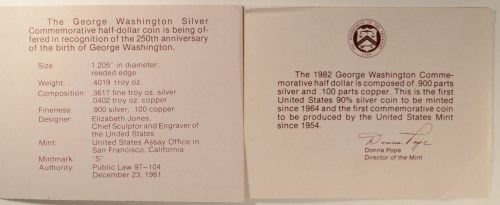 The George Washington Silver
Commemorative half-dollar coin is being of-
fered in recognition of the 250th anniversary
of the birth of George Washington.
Size: 1.205" in diameter,
reeded edge
Weight: .4019 troy oz.
Composition: .3617 fine troy oz. silver
.0402 troy oz. copper
Fineness: .900 silver; .100 copper
Designer: Elizabeth Jones,
Chief Sculptor and Engraver of
the United States
Mint: United States Assay Office in
San Francisco, California
Mintmark: "S"
Authority: Public Law 97-104
December 23, 1981
The 1982 George Washington Comme-
morative half dollar is composed of .900 parts
silver and .100 parts copper. This is the first
United States 90% silver coin to be minted
since 1964 and the first commemorative coin
to be produced by the United States Mint
since 1954.
Donna Pope
Donna Pope
Director of the Mint